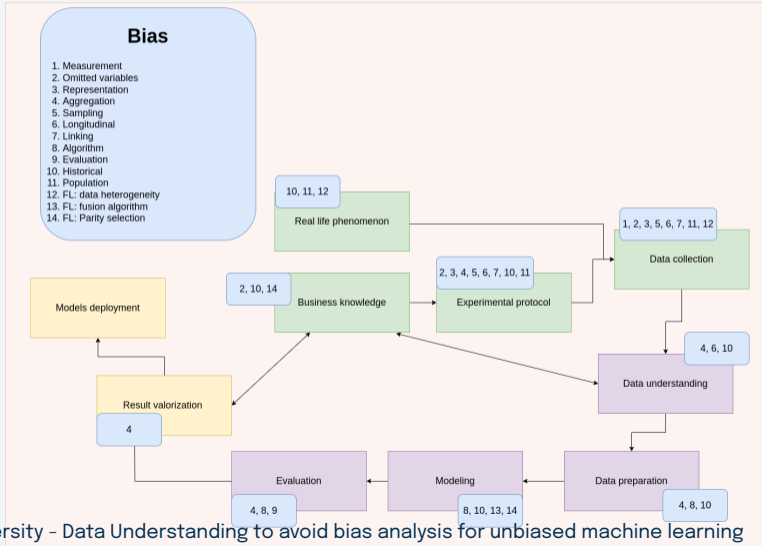 Bias
1. Measurement
2. Omitted variables
3. Representation
4. Aggregation
5. Sampling
6. Longitudinal
7. Linking
8. Algorithm
9. Evaluation
10. Historical
11. Population
12. FL: data heterogeneity
13. FL: fusion algorithm
14. FL: Parity selection
10, 11, 12
Real life phenomenon
1, 2, 3, 5, 6, 7, 11, 12
Data collection
2, 10, 14
Business knowledge
2, 3, 4, 5, 6, 7, 10, 11
Experimental protocol
Models deployment
4, 6, 10
Data understanding
Result valorization
4
Evaluation
4, 8, 9
Modeling
8, 10, 13, 14
Data preparation
4, 8, 10
ersity - Data Understanding to avoid bias analysis for unbiased machine learning